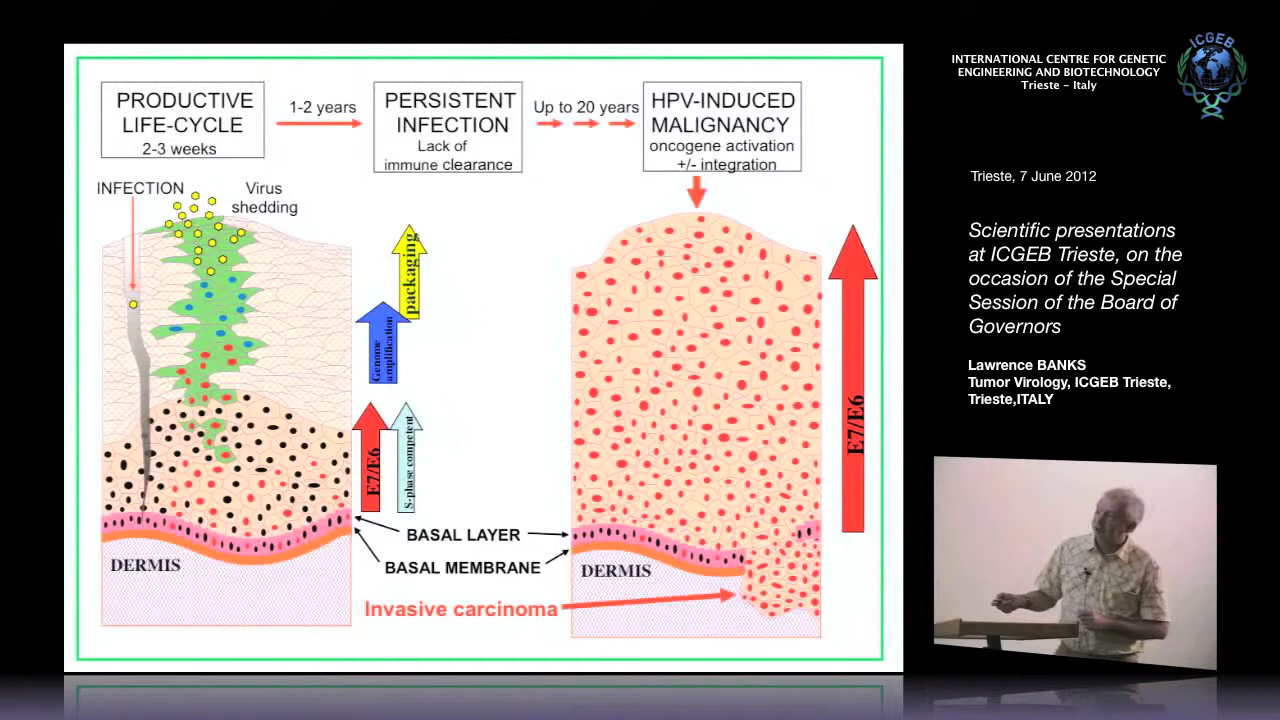 PRODUCTIVE
LIFE-CYCLE
2-3 weeks
1-2 years
PERSISTENT
INFECTION
Lack of
immune clearance
Up to 20 years
HPV-INDUCED
MALIGNANCY
oncogene activation
+/- integration
INFECTION
Virus
shedding
packaging
Genome
amplification
E7/E6
S-phase competent
E7/E6
BASAL LAYER
BASAL MEMBRANE
DERMIS
DERMIS
Invasive carcinoma
INTERNATIONAL CENTRE FOR GENETIC
ENGINEERING AND BIOTECHNOLOGY
Trieste - Italy
ICGEB
Trieste, 7 June 2012
Scientific presentations
at ICGEB Trieste, on the
occasion of the Special
Session of the Board of
Governors
Lawrence BANKS
Tumor Virology, ICGEB Trieste,
Trieste,ITALY